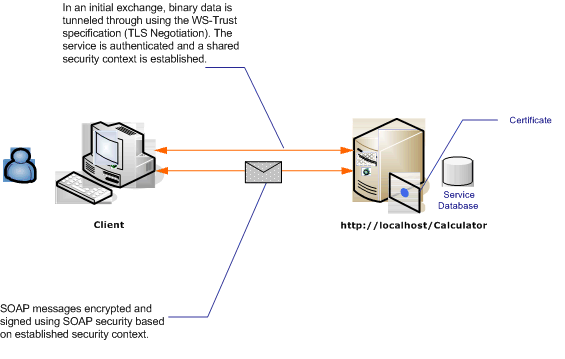 In an initial exchange, binary data is
tunneled through using the WS-Trust
specification (TLS Negotiation). The
service is authenticated and a shared
security context is established.
Certificate
Service
Database
Client
http://localhost/Calculator
SOAP messages encrypted and
signed using SOAP security based
on established security context.